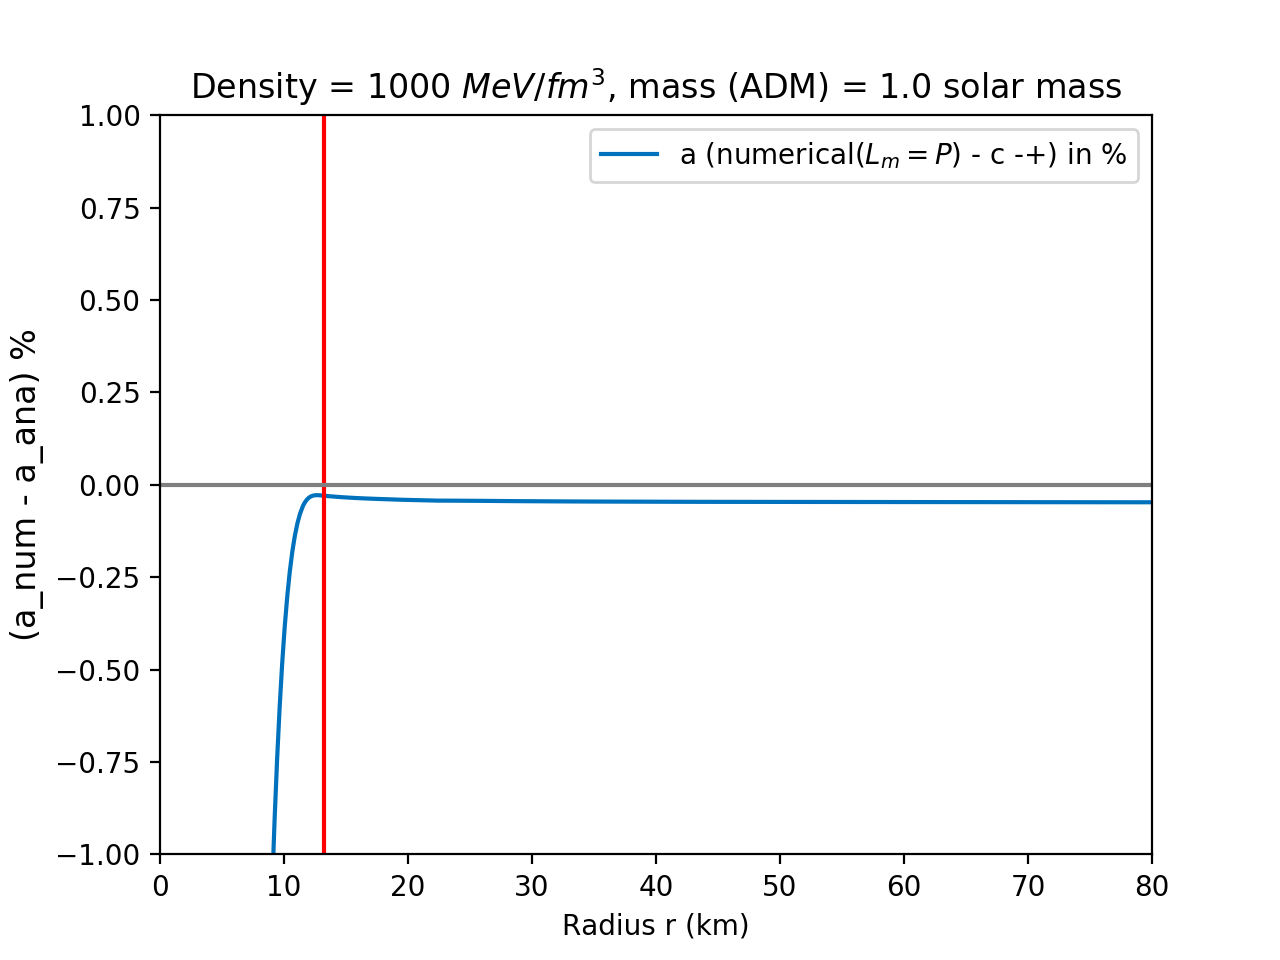 Density = 1000 MeV/fm³, mass (ADM) = 1.0 solar mass
a (numerical(Lₘ = P) - c -+) in %
(a_num - a_ana) %
1.00
0.75
0.50
0.25
0.00
−0.25
−0.50
−0.75
−1.00
0 10 20 30 40 50 60 70 80
Radius r (km)